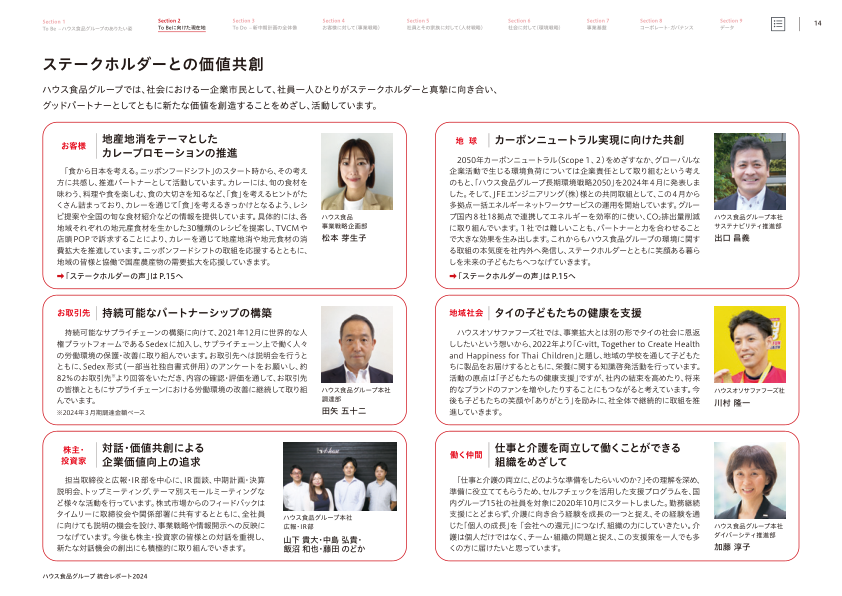 Section 1
To Be －ハウス食品グループのありたい姿
Section 2
To Beに向けた現在地
Section 3
To Do －新中期計画の全体像
Section 4
お客様に対して（事業戦略）
Section 5
社員とその家族に対して（人材戦略）
Section 6
社会に対して（環境戦略）
Section 7
事業基盤
Section 8
コーポレート・ガバナンス
Section 9
データ
14
ステークホルダーとの価値共創
ハウス食品グループでは、社会における一企業市民として、社員一人ひとりがステークホルダーと真摯に向き合い、
グッドパートナーとしてともに新たな価値を創造することをめざし、活動しています。
お客様
地産地消をテーマとした
カレープロモーションの推進
「食から日本を考える。ニッポンフードシフト」のスタート時から、その考え
方に共感し、推進パートナーとして活動しています。カレーには、旬の食材を
味わう、料理や食を楽しむ、食の大切さを知るなど、「食」を考えるヒントがた
くさん詰まっており、カレーを通じて「食」を考えるきっかけとなるよう、レシ
ピ提案や全国の旬な食材紹介などの情報を提供しています。具体的には、各
地域それぞれの地元産食材を生かした30種類のレシピを提案し、TVCMや
店頭POPで訴求することにより、カレーを通じて地産地消や地元食材の消
費拡大を推進しています。ニッポンフードシフトの取組を応援するとともに、
地域の皆様と協働で国産農産物の需要拡大を応援していきます。
➡「ステークホルダーの声」は P.15へ
ハウス食品
事業戦略企画部
松本 芽生子
地 球
カーボンニュートラル実現に向けた共創
2050年カーボンニュートラル（Scope 1、2）をめざすなか、グローバルな
企業活動で生じる環境負荷については企業責任として取り組むという考え
のもと、「ハウス食品グループ長期環境戦略2050」を2024年4月に発表しま
した。そして、JFEエンジニアリング（株）様との共同取組として、この4月から
多拠点一括エネルギーネットワークサービスの運用を開始しています。グルー
プ国内8社18拠点で連携してエネルギーを効率的に使い、CO₂排出量削減
に取り組んでいます。1社では難しいことも、パートナーと力を合わせること
で大きな効果を生み出します。これからもハウス食品グループの環境に関す
る取組の本気度を社内外へ発信し、ステークホルダーとともに笑顔ある暮ら
しを未来の子どもたちへつなげていきます。
➡「ステークホルダーの声」は P.15へ
ハウス食品グループ本社
サステナビリティ推進部
出口 昌義
お取引先
持続可能なパートナーシップの構築
持続可能なサプライチェーンの構築に向けて、2021年12月に世界的な人
権プラットフォームであるSedexに加入し、サプライチェーン上で働く人々
の労働環境の保護・改善に取り組んでいます。お取引先へは説明会を行うと
ともに、Sedex形式（一部当社独自書式併用）のアンケートをお願いし、約
82％のお取引先※より回答をいただき、内容の確認・評価を通して、お取引先
の皆様とともにサプライチェーンにおける労働環境の改善に継続して取り組
んでいます。
※2024年3月期調達金額ベース
ハウス食品グループ本社
調達部
田矢 五十二
地域社会
タイの子どもたちの健康を支援
ハウスオソサファフーズ社では、事業拡大とは別の形でタイの社会に恩返
ししたいという想いから、2022年より「C-vitt, Together to Create Health
and Happiness for Thai Children」と題し、地域の学校を通して子どもた
ちに製品をお届けするとともに、栄養に関する知識啓発活動を行っています。
活動の原点は「子どもたちの健康支援」ですが、社内の結束を高めたり、将来
的なブランドのファンを増やしたりすることにもつながると考えています。今
後も子どもたちの笑顔や「ありがとう」を励みに、社全体で継続的に取組を推
進していきます。
ハウスオソサファフーズ社
川村 隆一
株主・
投資家
対話・価値共創による
企業価値向上の追求
担当取締役と広報・IR部を中心に、IR面談、中期計画・決算
説明会、トップミーティング、テーマ別スモールミーティングな
ど様々な活動を行っています。株式市場からのフィードバックは
タイムリーに取締役会や関係部署に共有するとともに、全社員
に向けても説明の機会を設け、事業戦略や情報開示への反映に
つなげています。今後も株主・投資家の皆様との対話を重視し、
新たな対話機会の創出にも積極的に取り組んでいきます。
ハウス食品グループ本社
広報・IR部
山下 貴大・中島 弘貴・
飯沼 和也・藤田 のどか
働く仲間
仕事と介護を両立して働くことができる
組織をめざして
「仕事と介護の両立に、どのような準備をしたらいいのか？」その理解を深め、
準備に役立ててもらうため、セルフチェックを活用した支援プログラムを、国
内グループ15社の社員を対象に2020年10月にスタートしました。勤務継続
支援にとどまらず、介護に向き合う経験を成長の一つと捉え、その経験を通
じた「個人の成長」を「会社への還元」につなげ、組織の力にしていきたい。介
護は個人だけではなく、チーム・組織の問題と捉え、この支援策を一人でも多
くの方に届けたいと思っています。
ハウス食品グループ本社
ダイバーシティ推進部
加藤 淳子
ハウス食品グループ 統合レポート2024